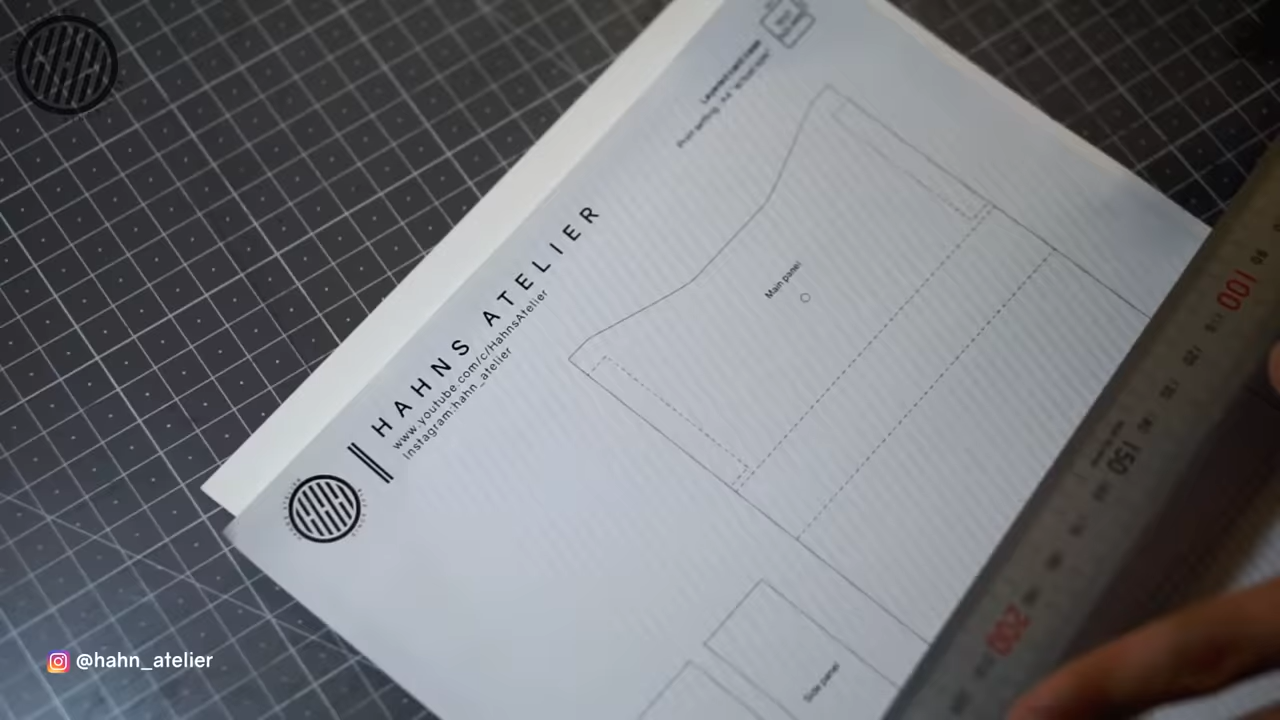 HAHNS ATELIER
www.youtube.com/c/HahnsAtelier
Instagram:hahn_atelier
Main panel
Side panel
100
150
200
@hahn_atelier